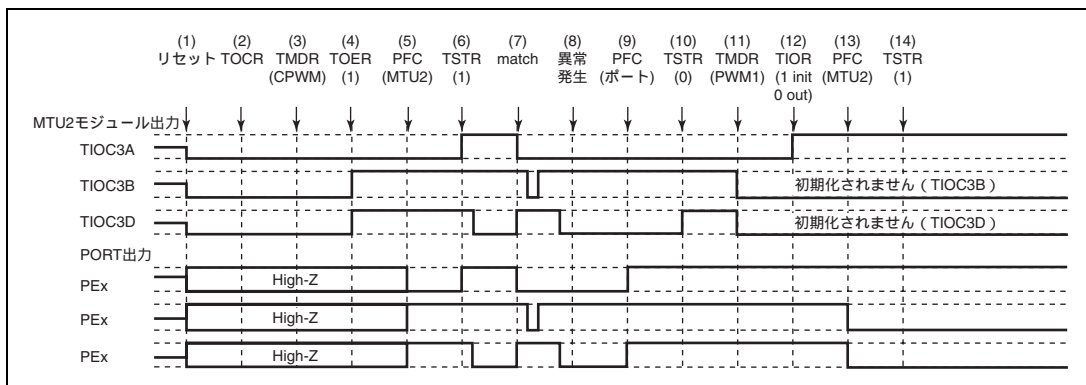 (1) (2) (3) (4) (5) (6) (7) (8) (9) (10) (11) (12) (13) (14)
リセット TOCR TMDR TOER PFC TSTR match 異常 PFC TSTR TMDR TIOR PFC TSTR
(CPWM) (1) (MTU2) (1) 発生 (ポート) (0) (PWM1) (1 init (MTU2) (1)
0 out)
MTU2モジュール出力
TIOC3A
TIOC3B 初期化されません（TIOC3B）
TIOC3D 初期化されません（TIOC3D）
PORT出力
PEx High-Z
PEx High-Z
PEx High-Z